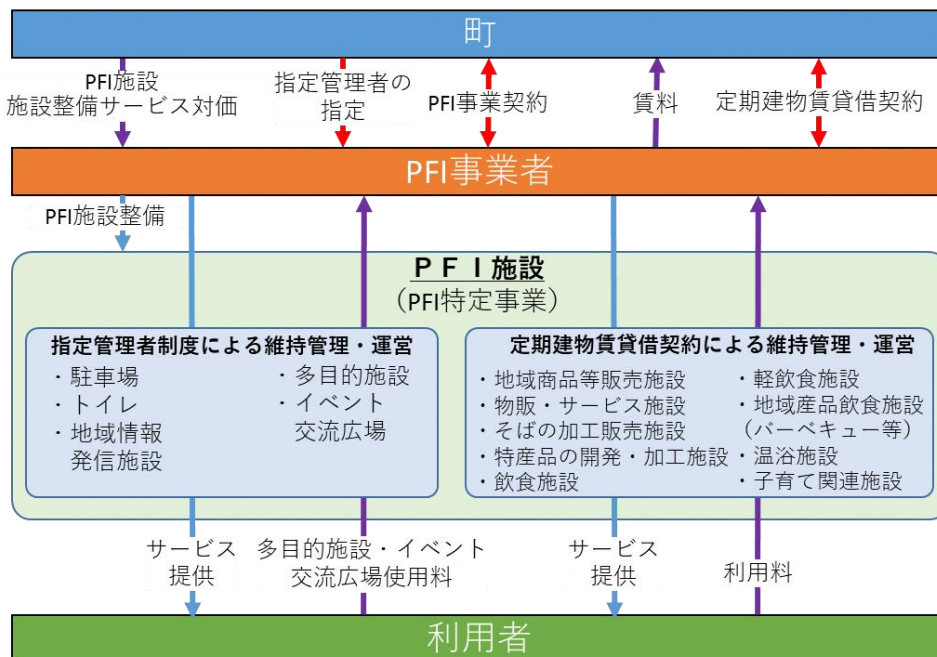 町
PFI施設
施設整備サービス対価
指定管理者の
指定
PFI事業契約
賃料
定期建物賃貸借契約
PFI事業者
PFI施設整備
ＰＦＩ施設
（PFI特定事業）
指定管理者制度による維持管理・運営
・駐車場
・トイレ
・地域情報
発信施設
・多目的施設
・イベント
交流広場
定期建物賃貸借契約による維持管理・運営
・地域商品等販売施設
・物販・サービス施設
・そばの加工販売施設
・特産品の開発・加工施設
・飲食施設
・軽飲食施設
・地域産品飲食施設
（バーベキュー等）
・温浴施設
・子育て関連施設
サービス
提供
多目的施設・イベント
交流広場使用料
サービス
提供
利用料
利用者